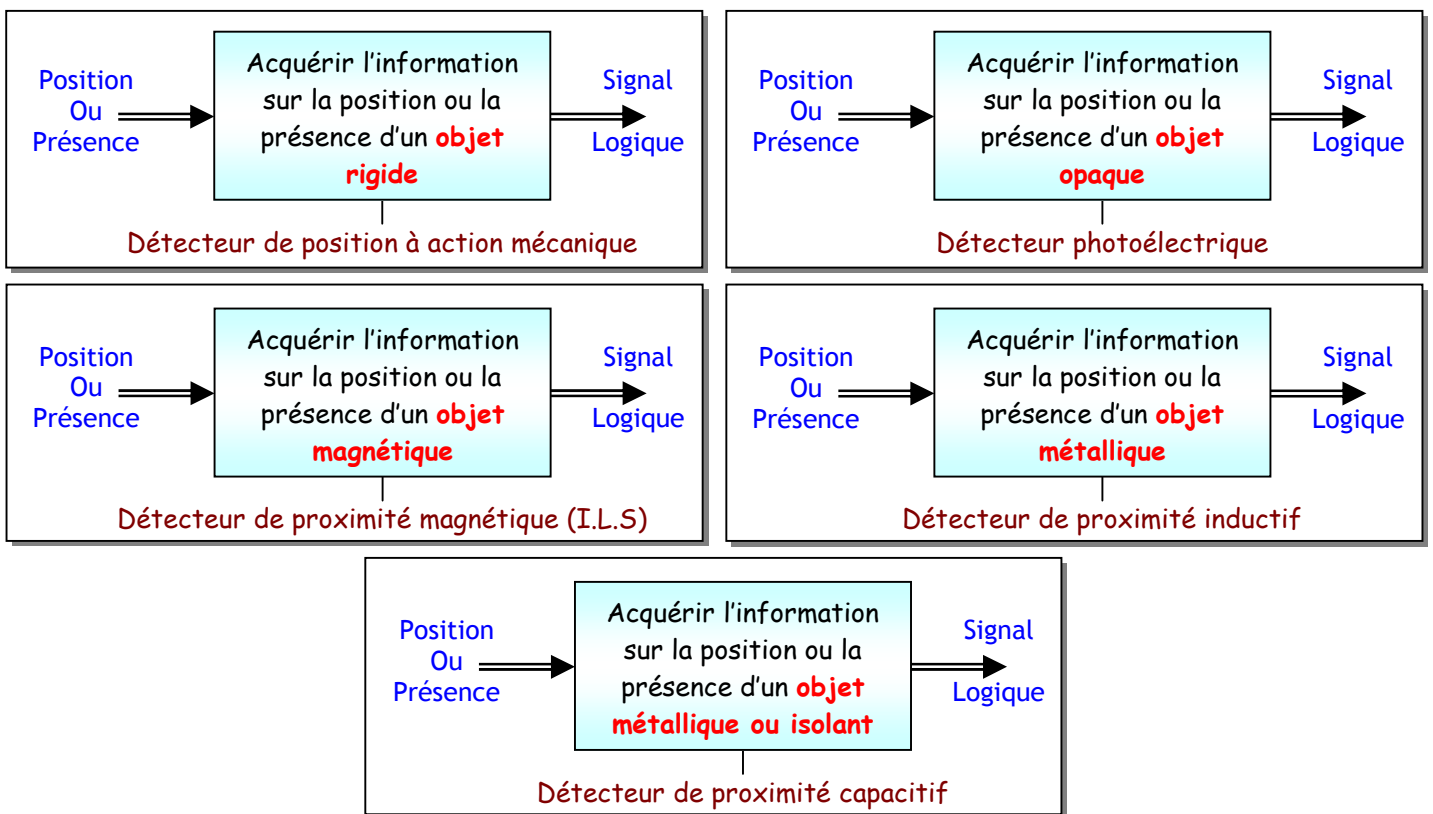 Position
Ou
Présence
Acquérir l'information
sur la position ou la
présence d'un objet
rigide
Signal
Logique
Détecteur de position à action mécanique
Position
Ou
Présence
Acquérir l'information
sur la position ou la
présence d'un objet
opaque
Signal
Logique
Détecteur photoélectrique
Position
Ou
Présence
Acquérir l'information
sur la position ou la
présence d'un objet
magnétique
Signal
Logique
Détecteur de proximité magnétique (I.L.S)
Position
Ou
Présence
Acquérir l'information
sur la position ou la
présence d'un objet
métallique
Signal
Logique
Détecteur de proximité inductif
Position
Ou
Présence
Acquérir l'information
sur la position ou la
présence d'un objet
métallique ou isolant
Signal
Logique
Détecteur de proximité capacitif